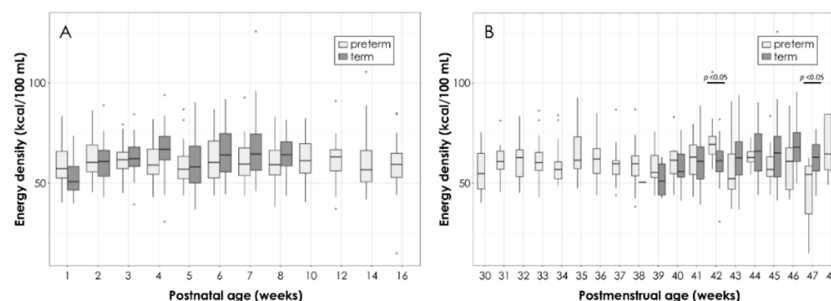 A
preterm
term
Energy density (kcal/100 mL)
100
50
1 2 3 4 5 6 7 8 10 12 14 16
Postnatal age (weeks)
B
preterm
term
p<0.05 p<0.05
Energy density (kcal/100 mL)
100
50
30 31 32 33 34 35 36 37 38 39 40 41 42 43 44 45 46 47
Postmenstrual age (weeks)